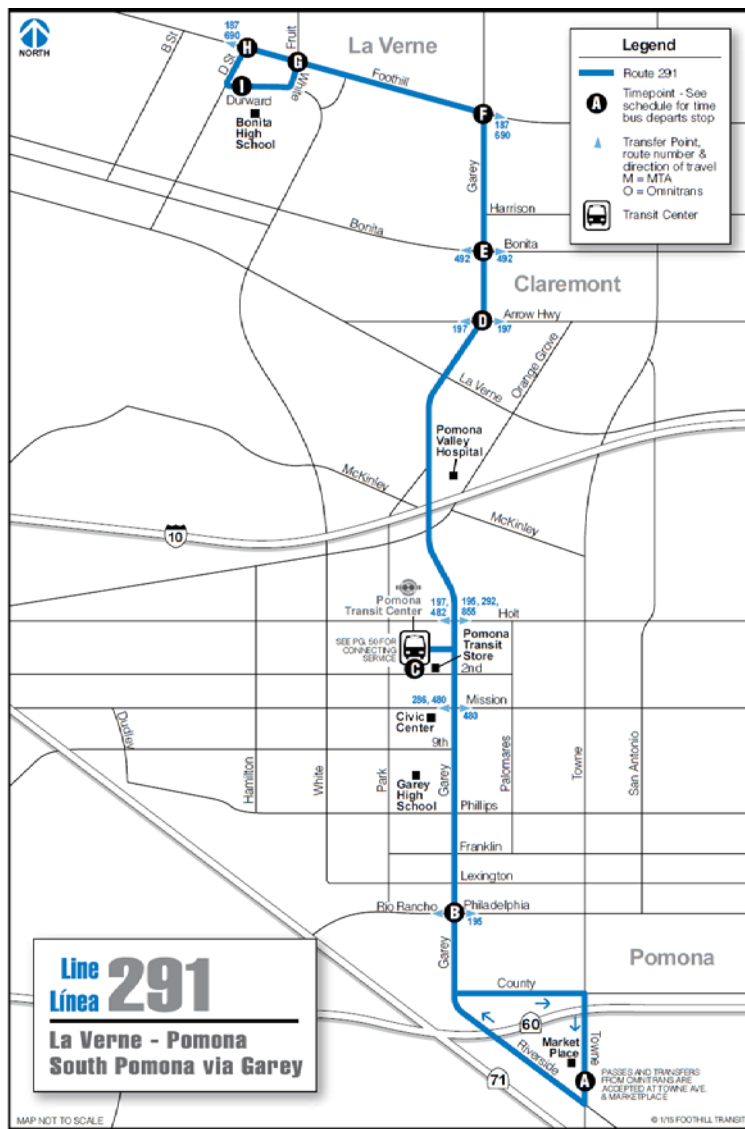 NORTH
187
690
H
Fruit
G
La Verne
B St
D St
I
Durward
White
Foothill
Bonita
High
School
F
187
690
Garey
Harrison
Bonita
E
Bonita
492
492
Claremont
D
Arrow Hwy
197
197
La Verne
Orange Grove
Pomona
Valley
Hospital
McKinley
McKinley
10
Pomona
Transit Center
197,
482
195, 292,
855
Holt
SEE PG. 50 FOR
CONNECTING
SERVICE
Pomona
Transit
Store
C
2nd
286, 480
Mission
480
Civic
Center
9th
Dudley
Hamilton
White
Park
Garey
Palomares
Towne
San Antonio
Garey
High
School
Phillips
Franklin
Lexington
Rio Rancho
B
Philadelphia
195
Garey
Pomona
County
60
Riverside
Market
Place
Towne
A
71
PASSES AND TRANSFERS
FROM OMNITRANS ARE
ACCEPTED AT TOWNE AVE.
& MARKETPLACE
Legend
Route 291
A
Timepoint - See
schedule for time
bus departs stop
Transfer Point,
route number &
direction of travel
M = MTA
O = Omnitrans
Transit Center
Line
Línea
291
La Verne - Pomona
South Pomona via Garey
MAP NOT TO SCALE
© 1/15 FOOTHILL TRANSIT